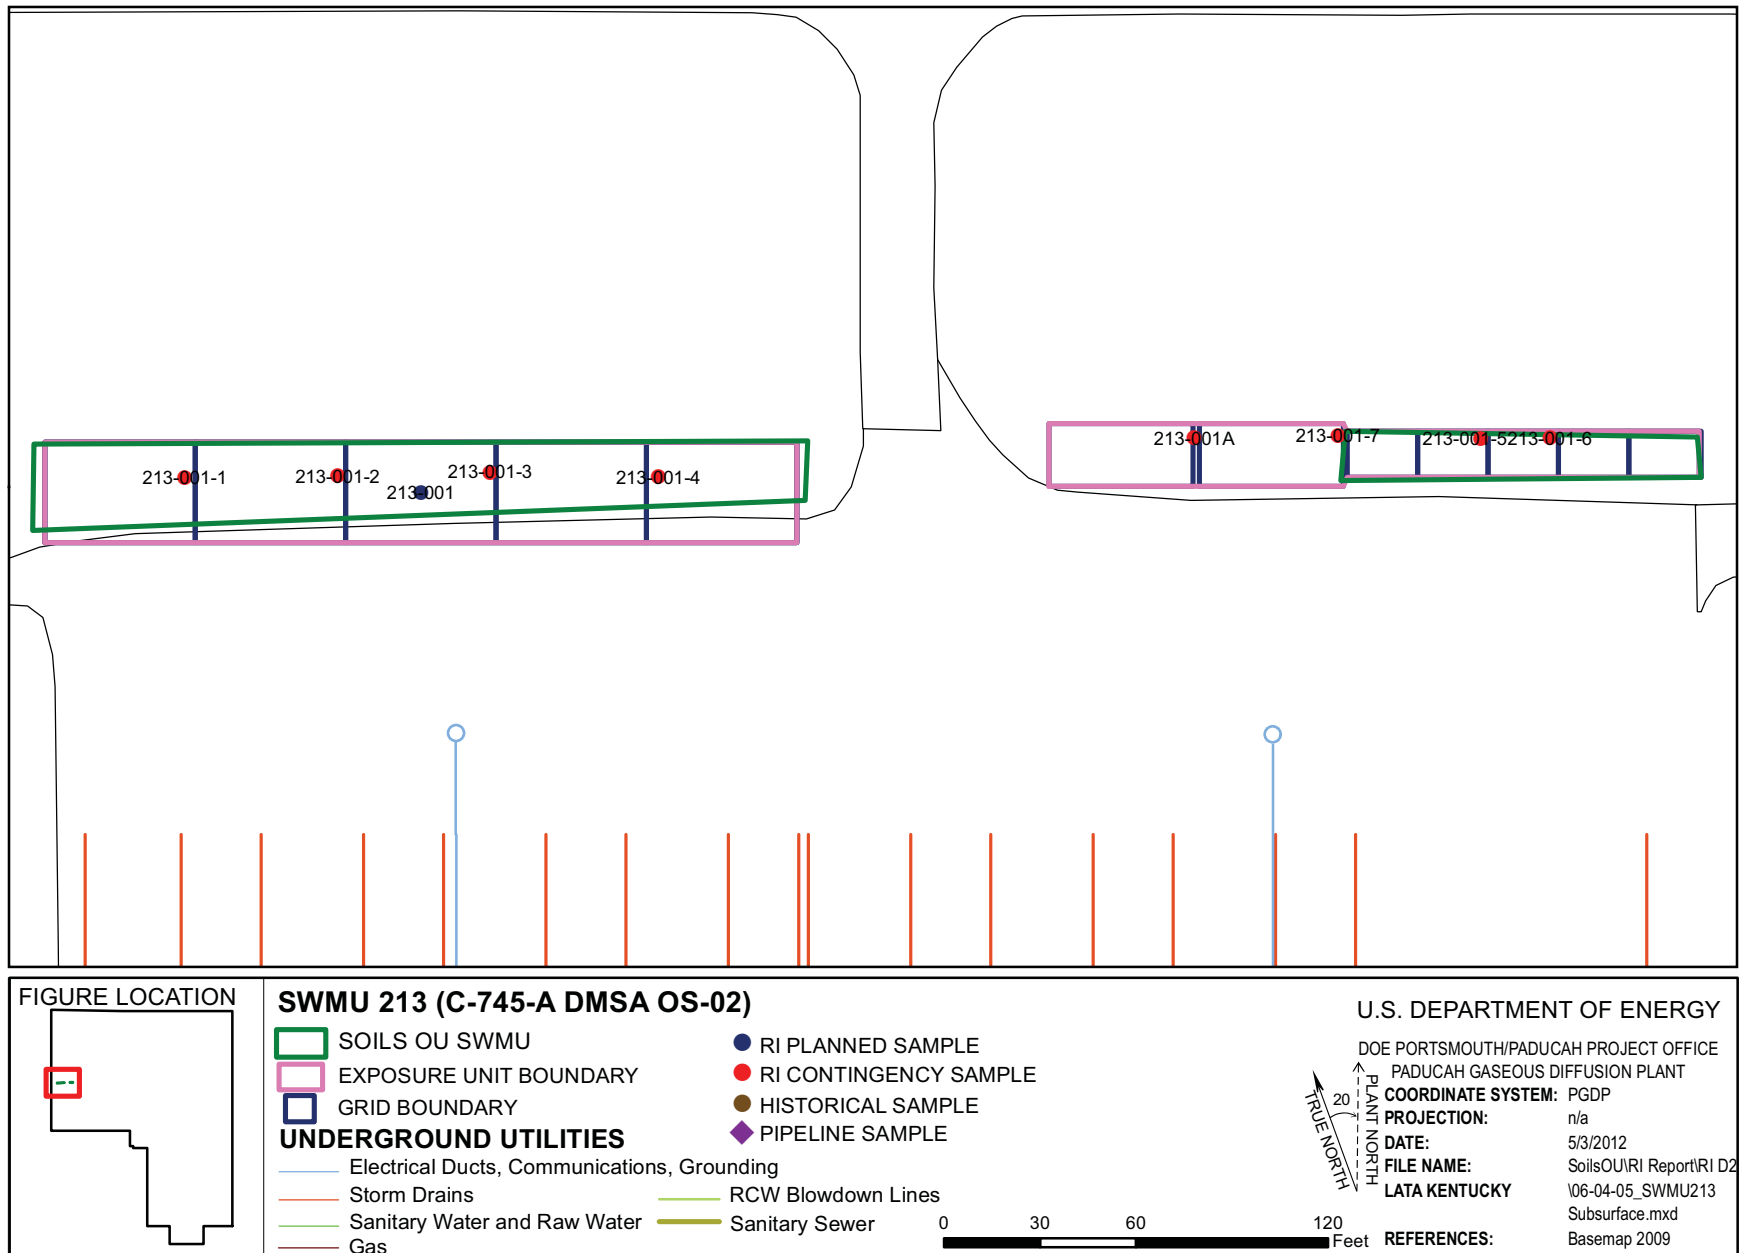 213-001-1
213-001-2
213-001
213-001-3
213-001-4
213-001A
213-001-7
213-001-5213-001-6
FIGURE LOCATION
SWMU 213 (C-745-A DMSA OS-02)
SOILS OU SWMU
EXPOSURE UNIT BOUNDARY
GRID BOUNDARY
RI PLANNED SAMPLE
RI CONTINGENCY SAMPLE
HISTORICAL SAMPLE
PIPELINE SAMPLE
UNDERGROUND UTILITIES
Electrical Ducts, Communications, Grounding
Storm Drains
Sanitary Water and Raw Water
Gas
RCW Blowdown Lines
Sanitary Sewer
0 30 60 120
Feet
TRUE NORTH
20
PLANT NORTH
U.S. DEPARTMENT OF ENERGY
DOE PORTSMOUTH/PADUCAH PROJECT OFFICE
PADUCAH GASEOUS DIFFUSION PLANT
COORDINATE SYSTEM: PGDP
PROJECTION: n/a
DATE: 5/3/2012
FILE NAME: SoilsOU\RI Report\RI D2
LATA KENTUCKY \06-04-05_SWMU213
Subsurface.mxd
REFERENCES: Basemap 2009